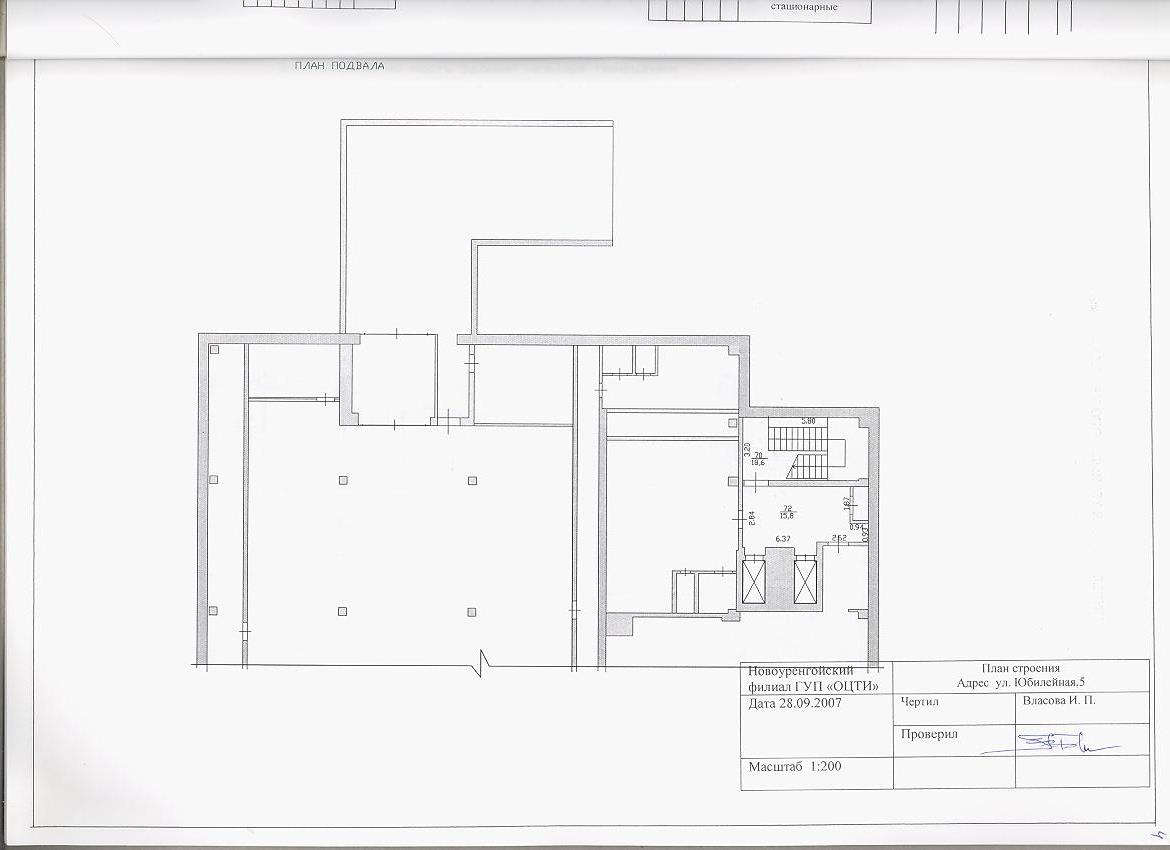 стационарные
ПЛАН ПОДВАЛА
5.80
3.20
70
18,6
2.84
72
15,8
1.87
0.94
0.93
6.37
2.62
Новоуренгойский
филиал ГУП «ОЦТИ»
Дата 28.09.2007
Масштаб 1:200
План строения
Адрес ул. Юбилейная,5
Чертил
Власова И. П.
Проверил
4